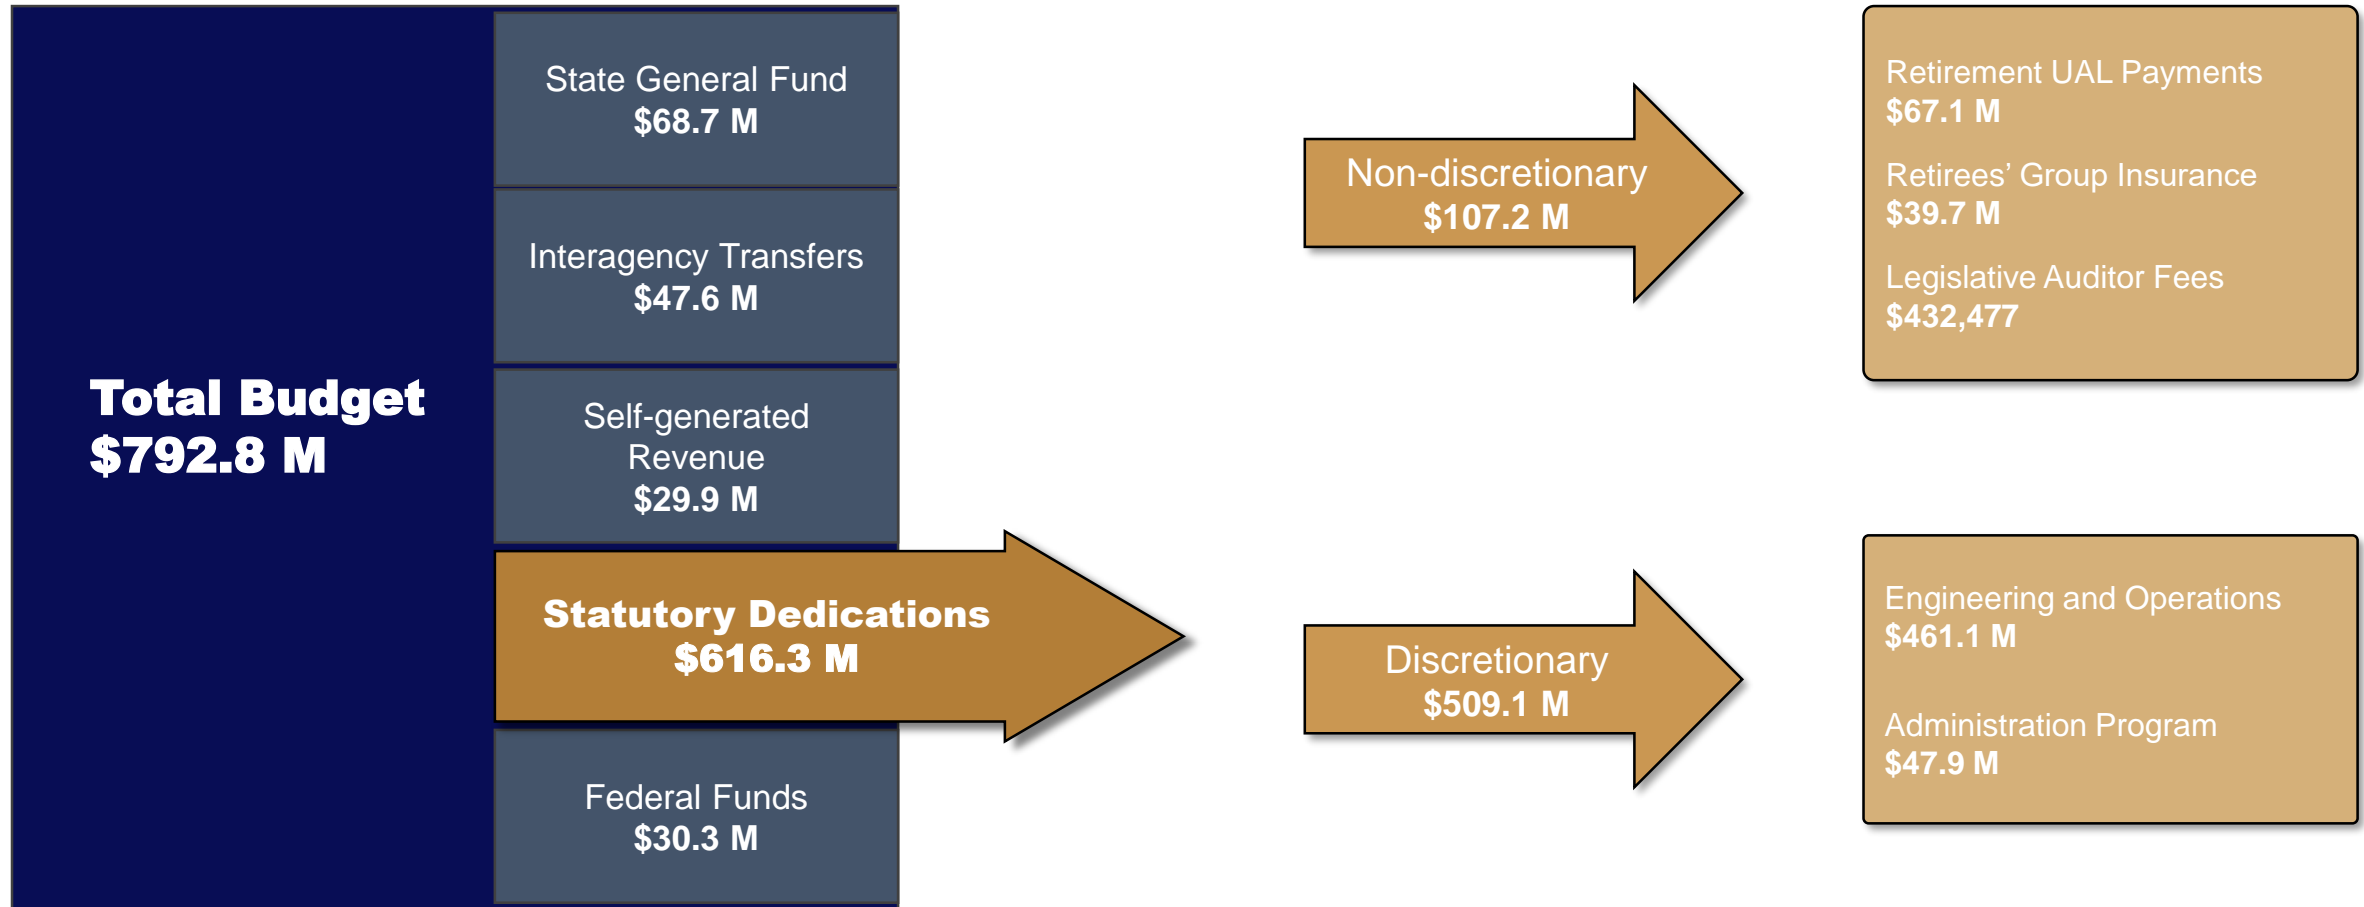 Total Budget
$792.8 M
State General Fund
$68.7 M
Interagency Transfers
$47.6 M
Self-generated
Revenue
$29.9 M
Statutory Dedications
$616.3 M
Federal Funds
$30.3 M
Non-discretionary
$107.2 M
Discretionary
$509.1 M
Retirement UAL Payments
$67.1 M
Retirees’ Group Insurance
$39.7 M
Legislative Auditor Fees
$432,477
Engineering and Operations
$461.1 M
Administration Program
$47.9 M